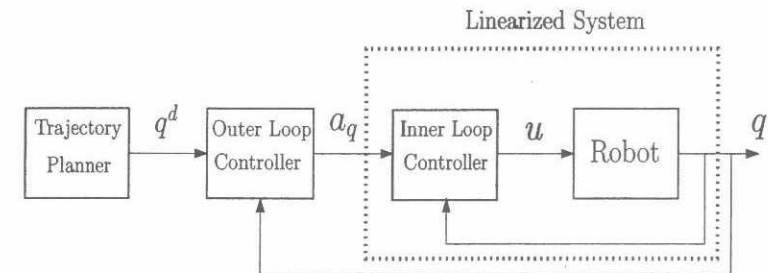 Linearized System
Trajectory
Planner
q^d
Outer Loop
Controller
a_q
Inner Loop
Controller
u
Robot
q